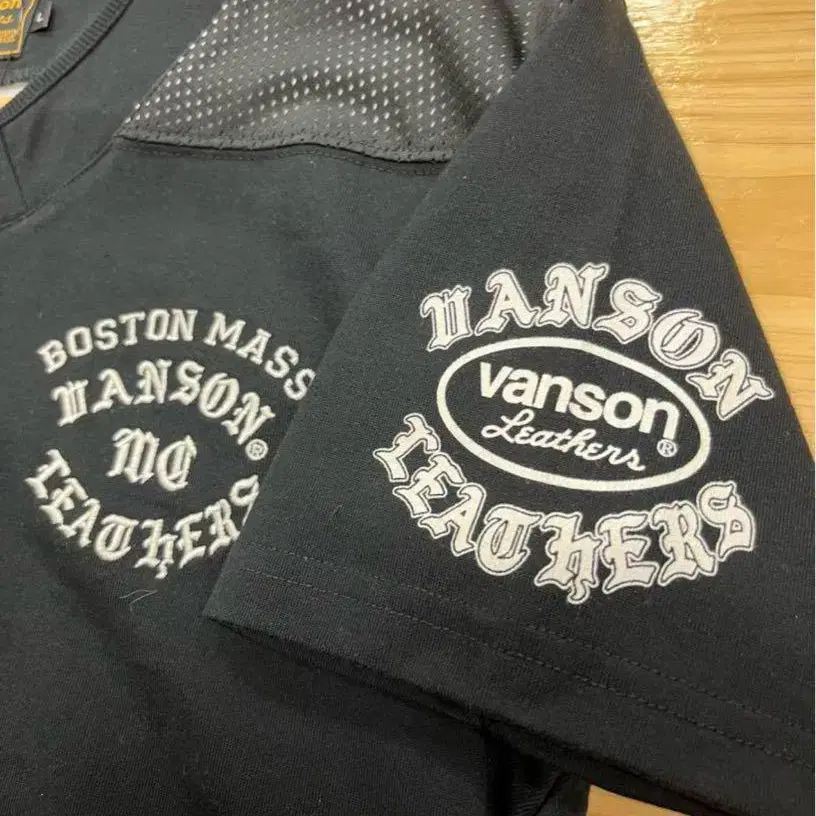 L
BOSTON MASS
VANSON®
MC
LEATHERS
VANSON
vanson
Leathers®
LEATHERS